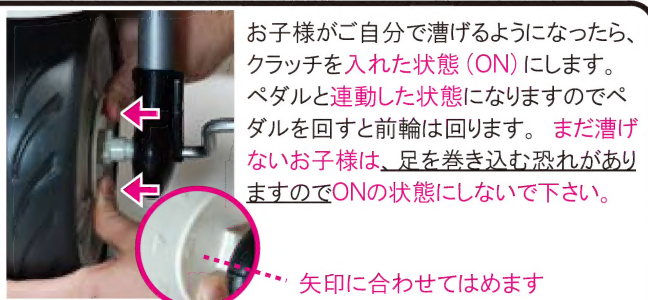 お子様がご自分で漕げるようになったら、
クラッチを入れた状態(ON)にします。
ペダルと連動した状態になりますのでペ
ダルを回すと前輪は回ります。 まだ漕げ
ないお子様は、足を巻き込む恐れがあり
ますのでONの状態にしないで下さい。
矢印に合わせてはめます